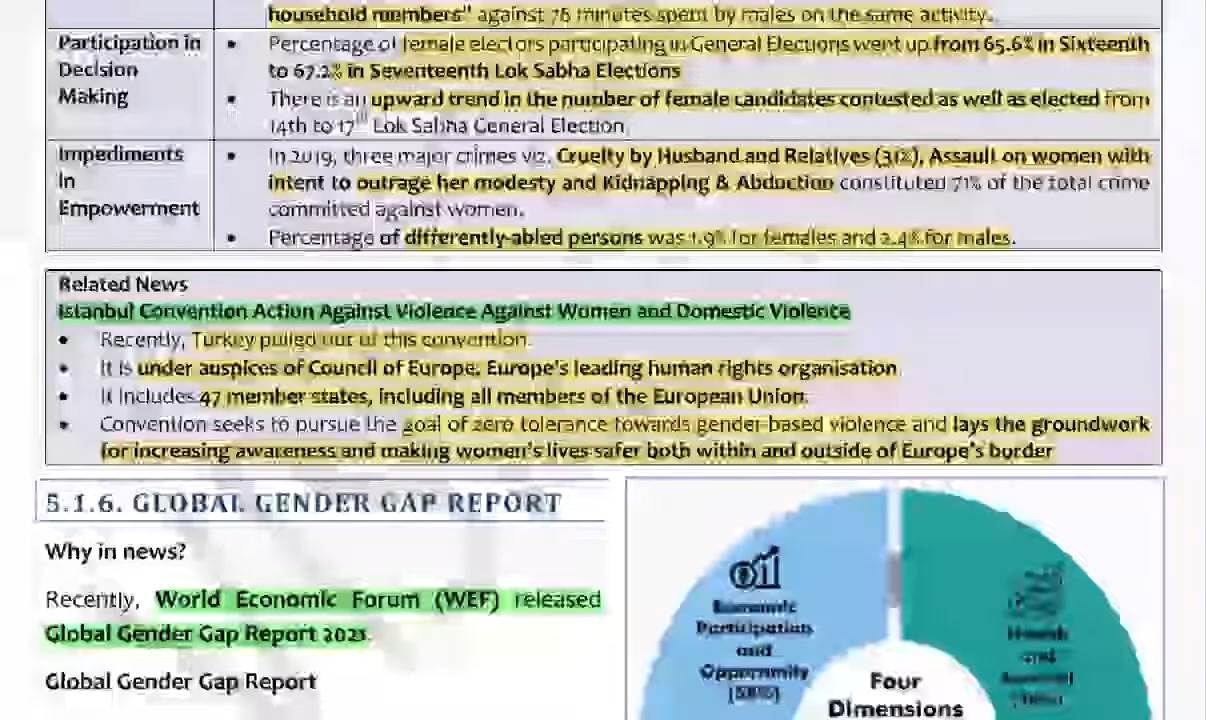 household members" against 76 minutes spent by males on the same activity.
Participation in Decision Making
• Percentage of female electors participating in General Elections went up from 65.6% in Sixteenth
to 67.2% in Seventeenth Lok Sabha Elections
• There is an upward trend in the number of female candidates contested as well as elected from
14th to 17th Lok Sabha General Election
Impediments in Empowerment
• In 2019, three major crimes viz. Cruelty by Husband and Relatives (31%), Assault on women with
intent to outrage her modesty and Kidnapping & Abduction constituted 71% of the total crime
committed against women.
• Percentage of differently-abled persons was 1.9% for females and 2.4% for males.
Related News
Istanbul Convention Action Against Violence Against Women and Domestic Violence
• Recently, Turkey pulled out of this convention.
• It is under auspices of Council of Europe, Europe's leading human rights organisation
• It includes 47 member states, including all members of the European Union.
• Convention seeks to pursue the goal of zero tolerance towards gender-based violence and lays the groundwork
for increasing awareness and making women's lives safer both within and outside of Europe's border
5.1.6. GLOBAL GENDER GAP REPORT
Why in news?
Recently, World Economic Forum (WEF) released
Global Gender Gap Report 2021.
Global Gender Gap Report
Economic
Participation
and
Opportunity
Health
and
Four
Dimensions